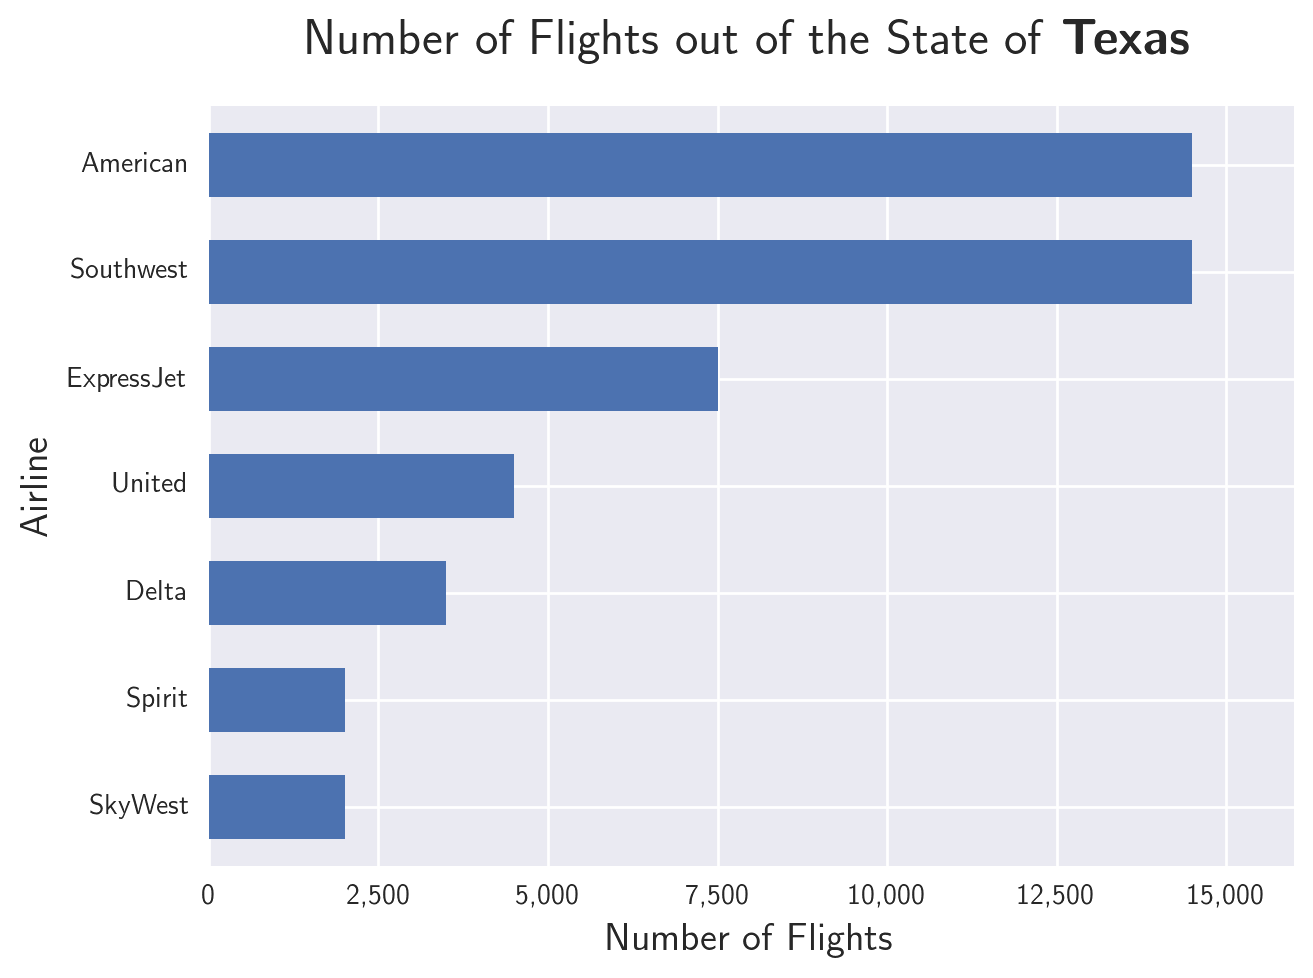 Number of Flights out of the State of Texas
American
Southwest
ExpressJet
United
Delta
Spirit
SkyWest
Airline
0 2,500 5,000 7,500 10,000 12,500 15,000
Number of Flights